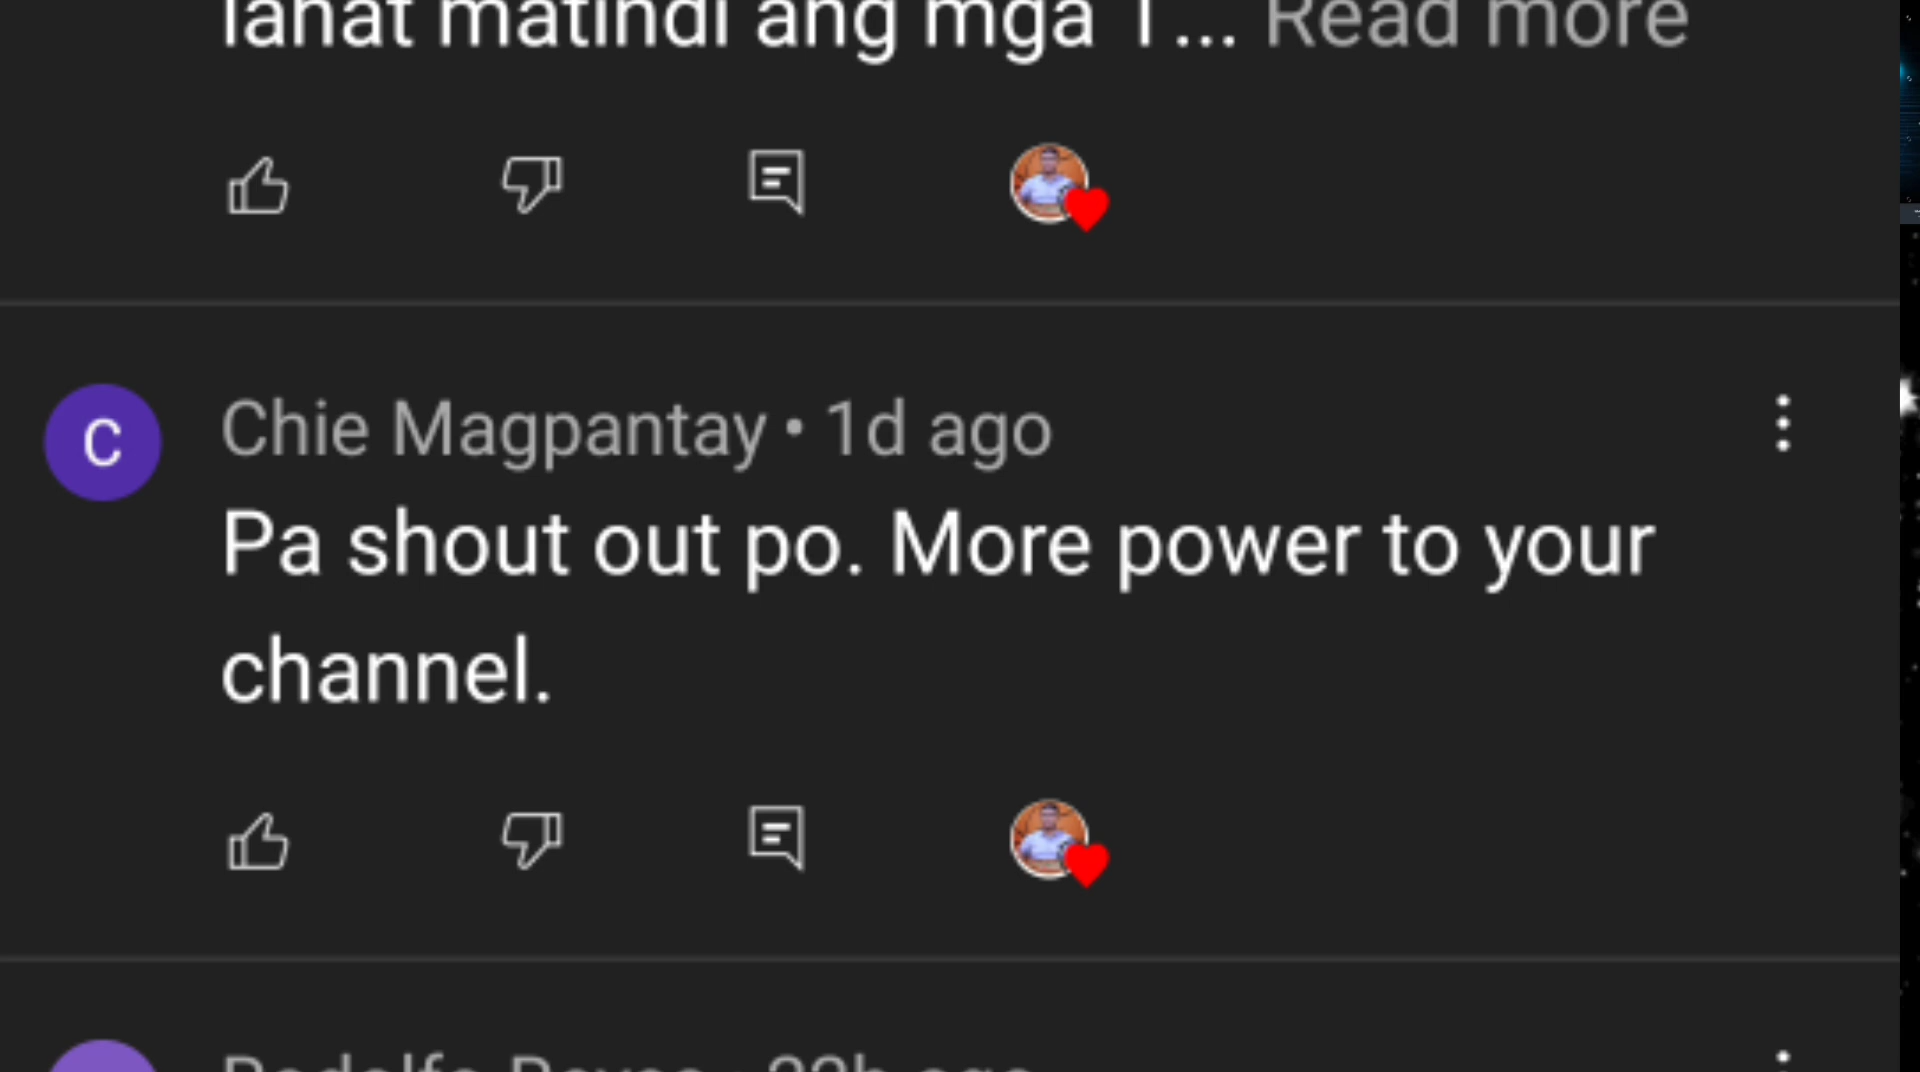 lahat matindi ang mga T... Read more
C
Chie Magpantay • 1d ago
Pa shout out po. More power to your
channel.